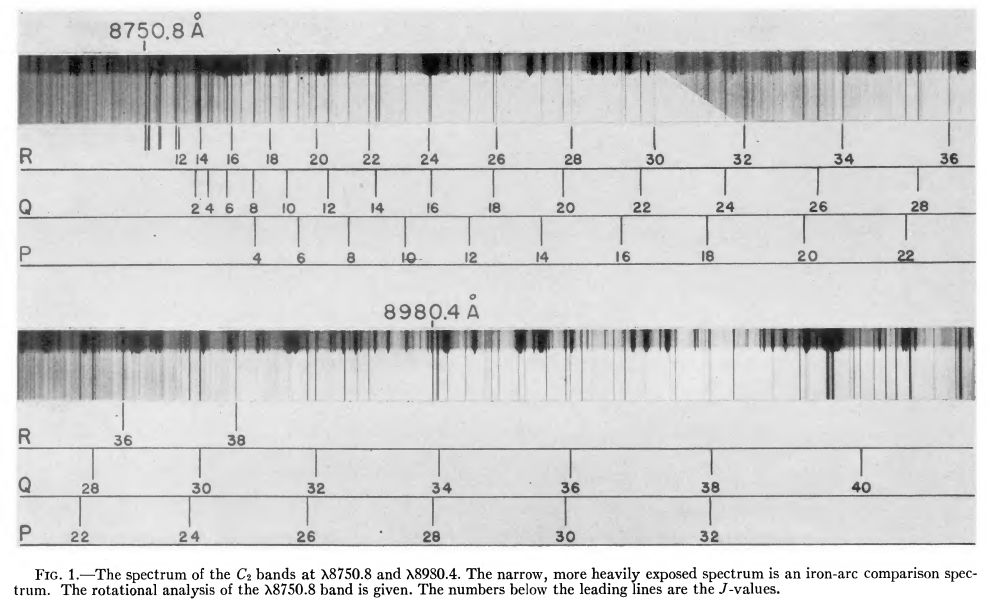 8750.8 Å
R 12 14 16 18 20 22 24 26 28 30 32 34 36
Q 2 4 6 8 10 12 14 16 18 20 22 24 26 28
P 4 6 8 10 12 14 16 18 20 22
8980.4 Å
R 36 38
Q 28 30 32 34 36 38 40
P 22 24 26 28 30 32
FIG. 1.—The spectrum of the C₂ bands at λ8750.8 and λ8980.4. The narrow, more heavily exposed spectrum is an iron-arc comparison spec-
trum. The rotational analysis of the λ8750.8 band is given. The numbers below the leading lines are the J-values.